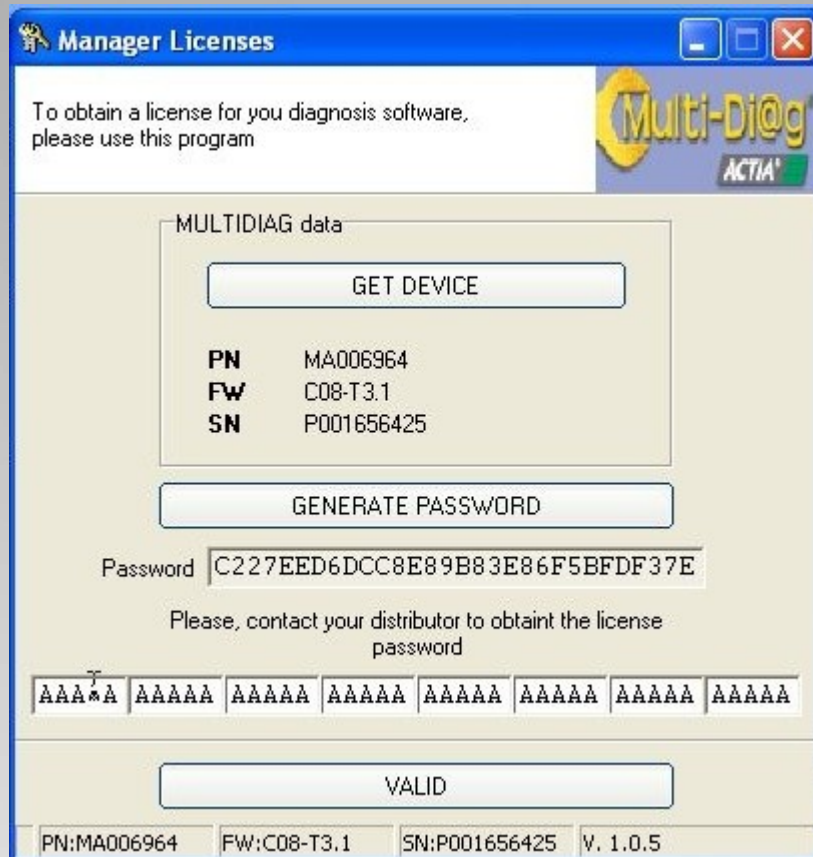 Manager Licenses
To obtain a license for you diagnosis software,
please use this program
Multi-Di@g
ACTIA
MULTIDIAG data
GET DEVICE
PN MA006964
FW C08-T3.1
SN P001656425
GENERATE PASSWORD
Password C227EED6DCC8E89B83E86F5BFDF37E
Please, contact your distributor to obtaint the license
password
AAAAA AAAAA AAAAA AAAAA AAAAA AAAAA AAAAA AAAAA
VALID
PN:MA006964 FW:C08-T3.1 SN:P001656425 V. 1.0.5